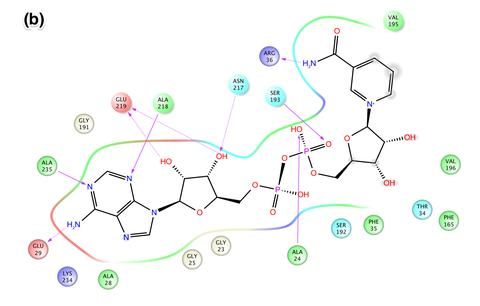 (b)
VAL
195
ARG
36
H₂N
O
N⁺
ASN
217
SER
193
GLU
219
ALA
218
GLY
191
HO
O
P
O
O
OH
OH
VAL
196
ALA
235
OH
OH
O
P
OH
O
O
N
N
N
N
H₂N
O
O
THR
34
PHE
165
PHE
35
SER
192
ALA
24
GLY
23
GLY
25
GLU
29
LYS
234
ALA
28